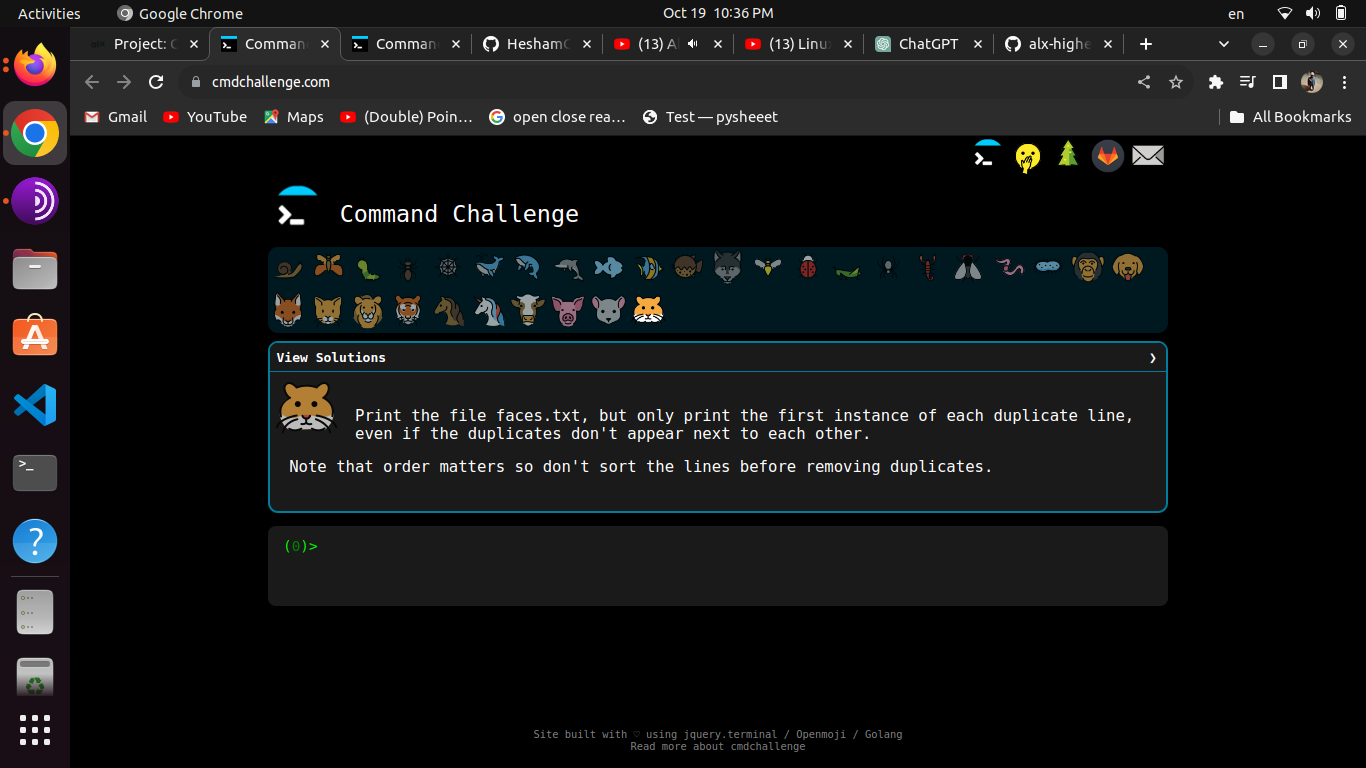 Activities
Google Chrome
Oct 19 10:36 PM
en
Project: C
Comman
Comman
HeshamC
(13) Al
(13) Linu
ChatGPT
alx-highe
cmdchallenge.com
Gmail
YouTube
Maps
(Double) Poin...
open close rea...
Test — pysheeet
All Bookmarks
Command Challenge
View Solutions
Print the file faces.txt, but only print the first instance of each duplicate line,
even if the duplicates don't appear next to each other.
Note that order matters so don't sort the lines before removing duplicates.
(0)>
Site built with ♡ using jquery.terminal / Openmoji / Golang
Read more about cmdchallenge